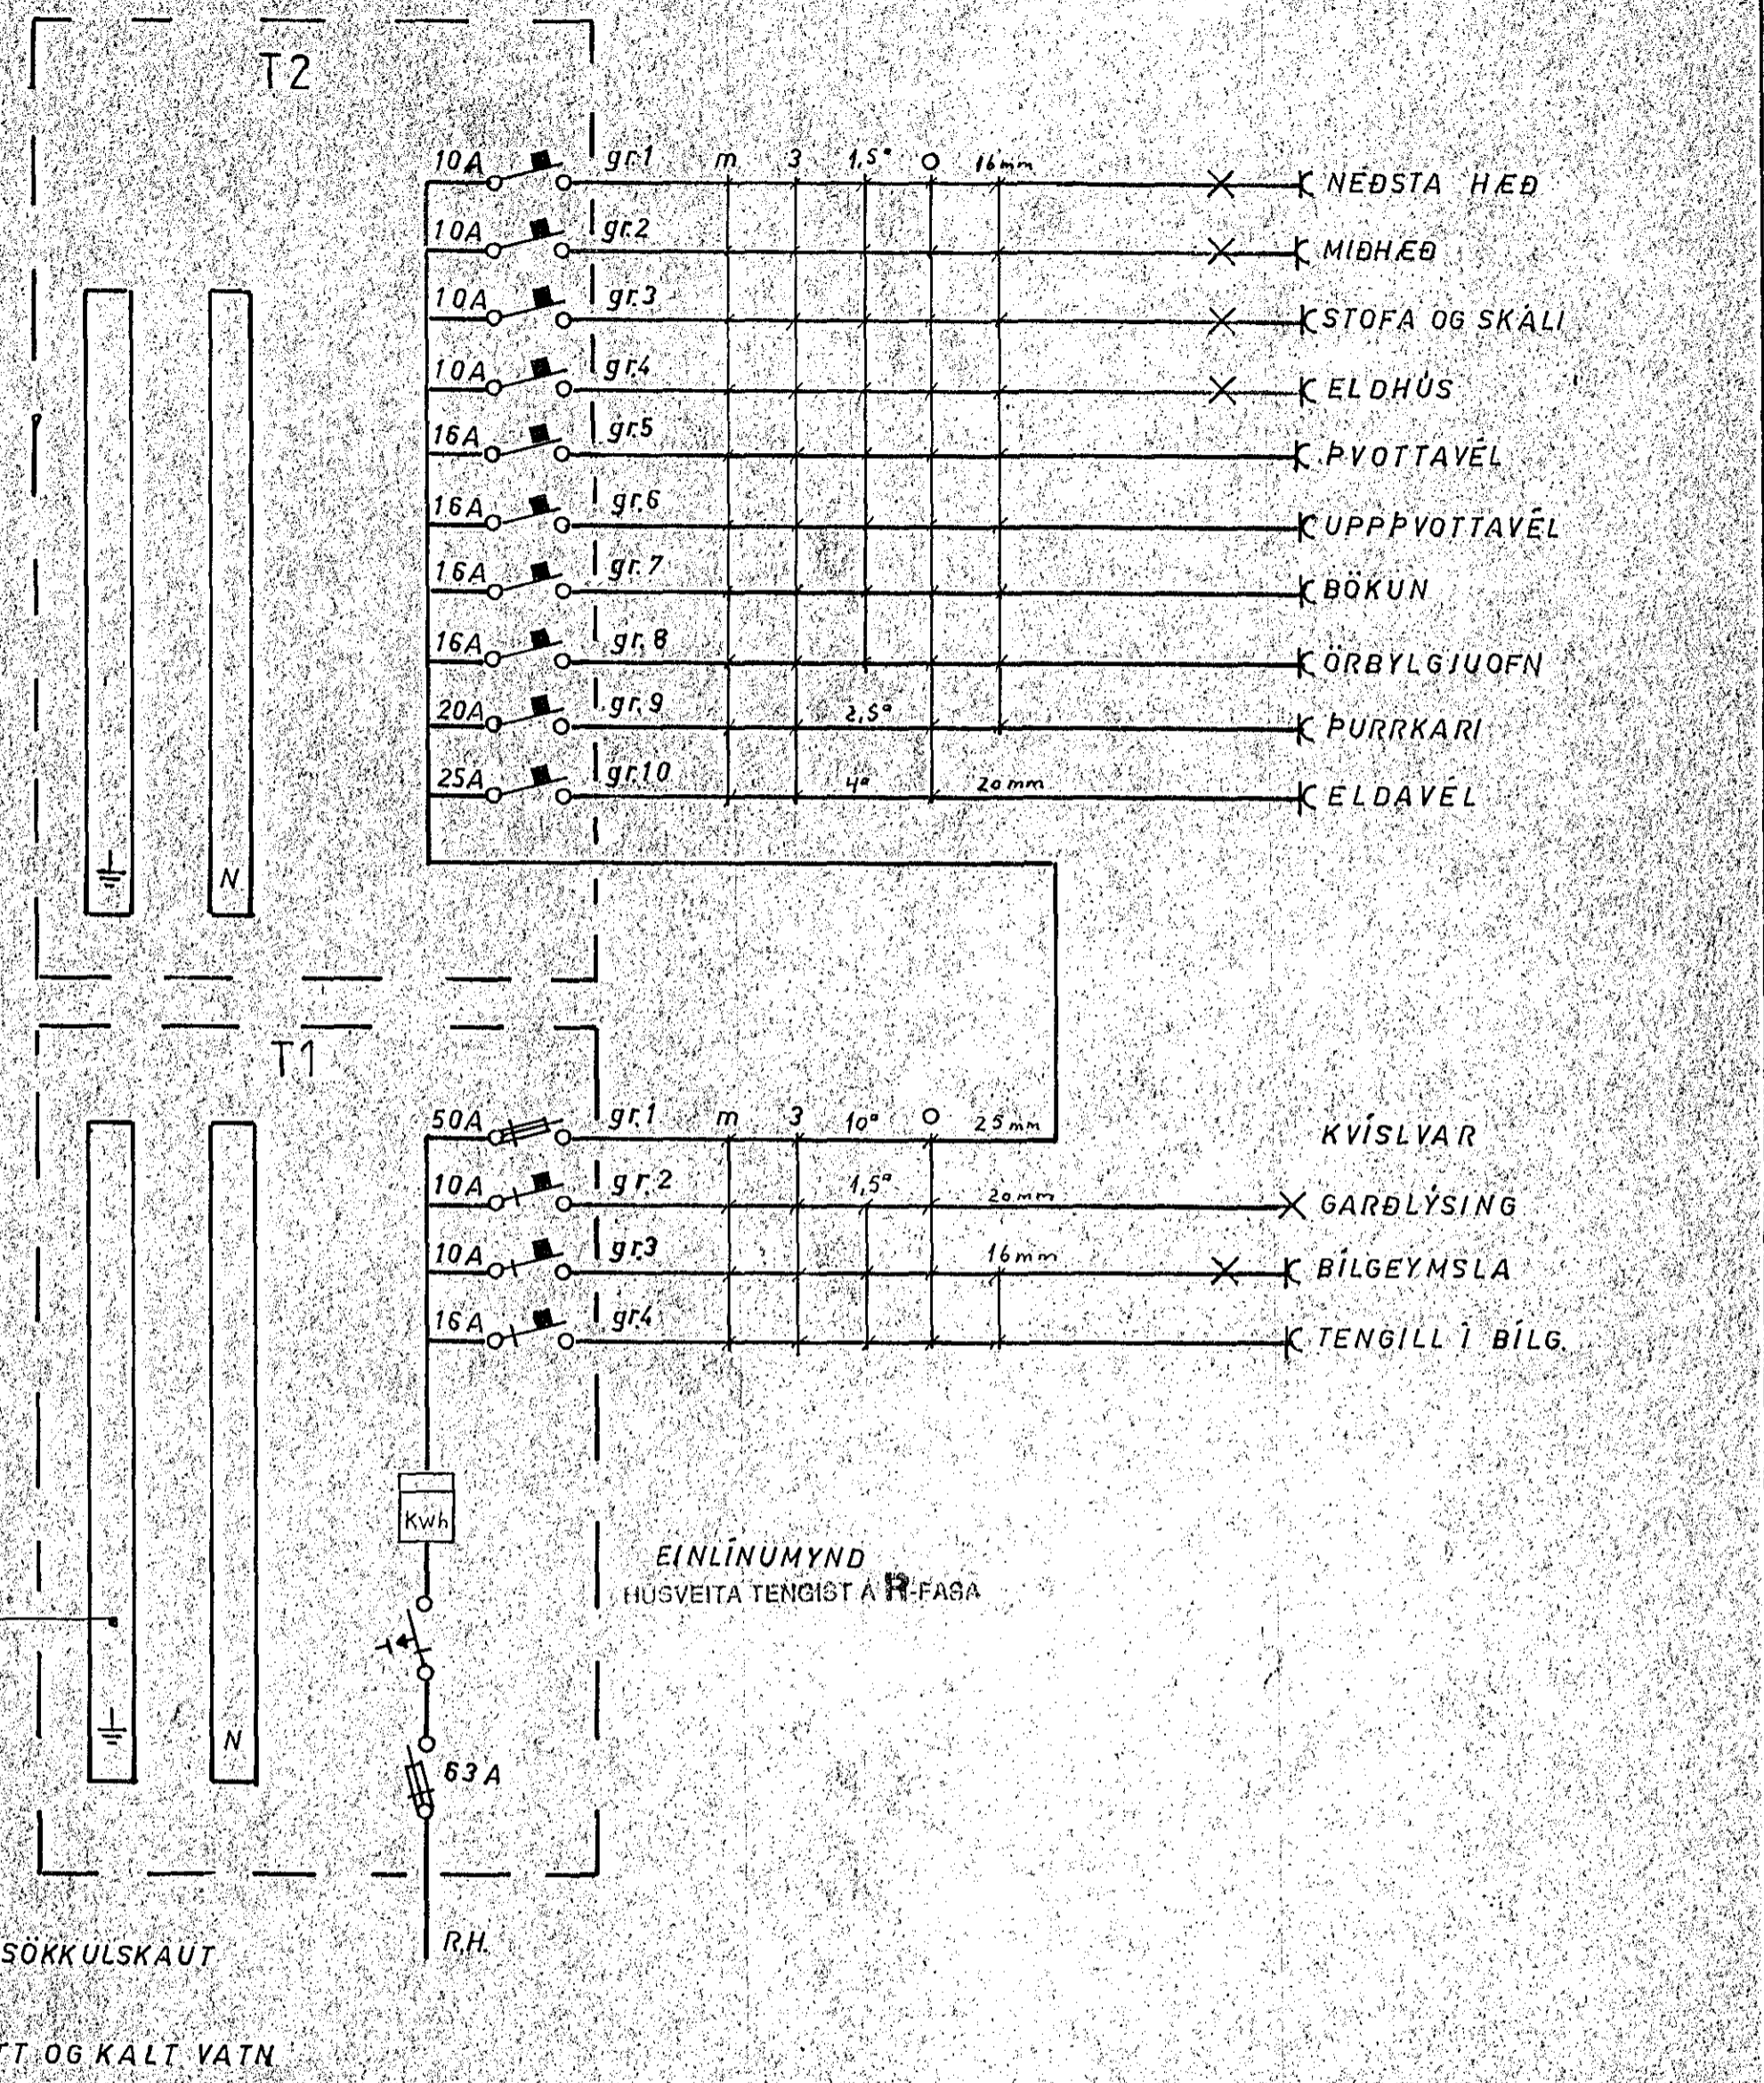 T2
10A gr.1 m 3 1,5▫ O 16mm NEÐSTA HÆÐ
10A gr.2 MIÐHÆÐ
10A gr.3 STOFA OG SKÁLI
10A gr.4 ELDHÚS
16A gr.5 ÞVOTTAVÉL
16A gr.6 UPPÞVOTTAVÉL
16A gr.7 BÖKUN
16A gr.8 ÖRBYLGJUOFN
20A gr.9 2,5▫ ÞURRKARI
25A gr.10 4▫ 20mm ELDAVÉL
N
T1
50A gr.1 m 3 10▫ O 25mm KVÍSLVAR
10A gr.2 1,5▫ 20mm GARÐLÝSING
10A gr.3 16mm BÍLGEYMSLA
16A gr.4 TENGILL Í BÍLG.
Kwh
EINLÍNUMYND
HUSVEITA TENGIST Á R-FASA
N
63A
R.H.
SÖKKULSKAUT
OG KALT VATN